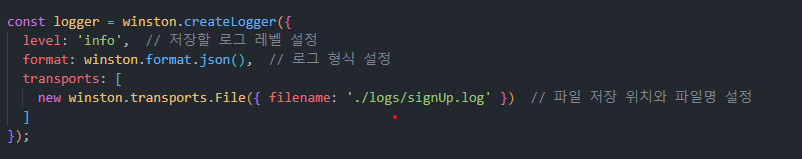 const logger = winston.createLogger({
  level: 'info',  // 저장할 로그 레벨 설정
  format: winston.format.json(),  // 로그 형식 설정
  transports: [
    new winston.transports.File({ filename: './logs/signUp.log' })  // 파일 저장 위치와 파일명 설정
  ]
});